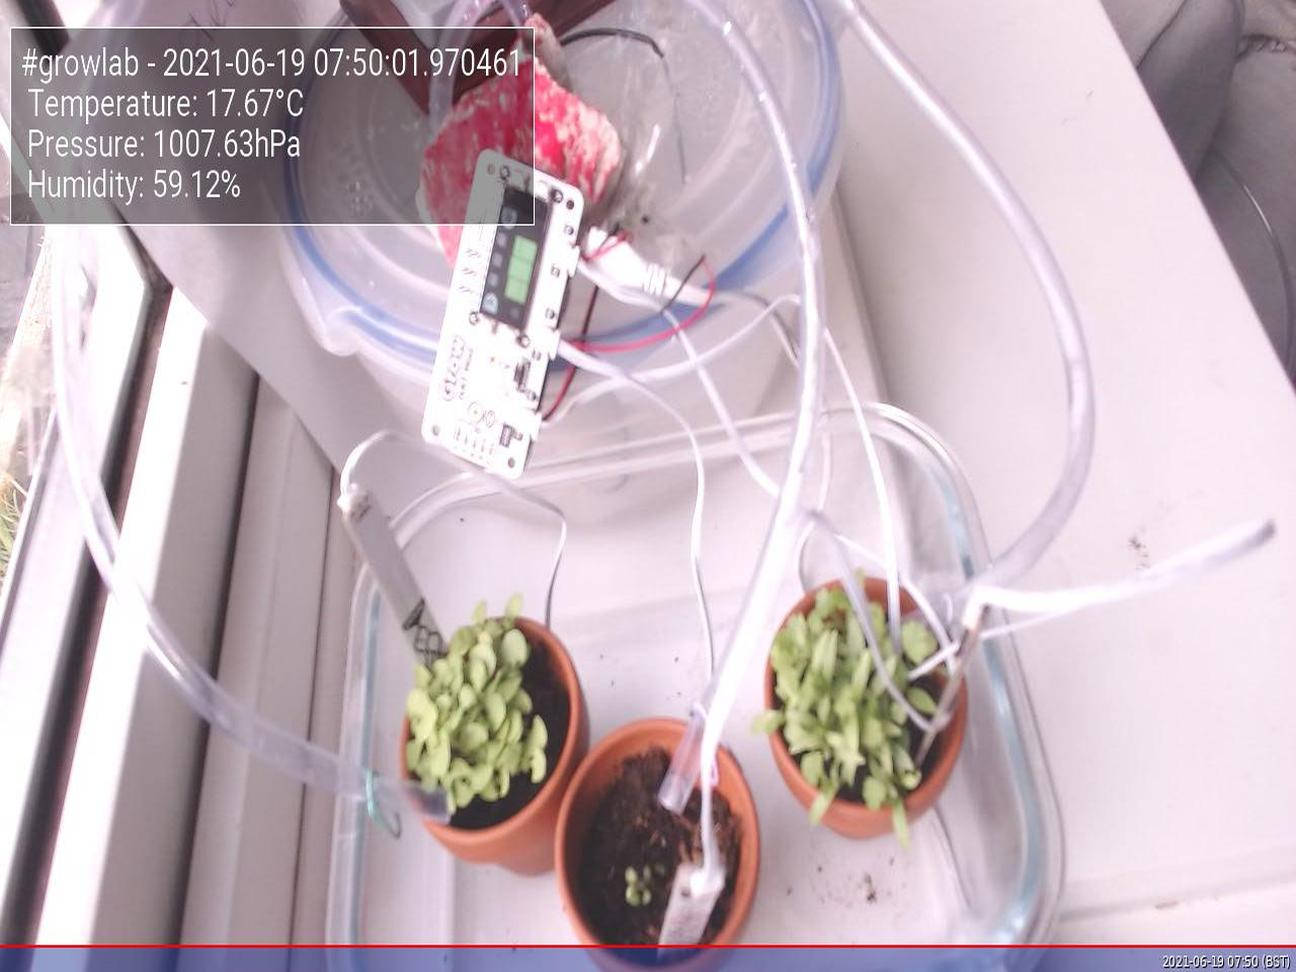 #growlab - 2021-06-19 07:50:01.970461
Temperature: 17.67°C
Pressure: 1007.63hPa
Humidity: 59.12%
2021-06-19 07:50 (BST)